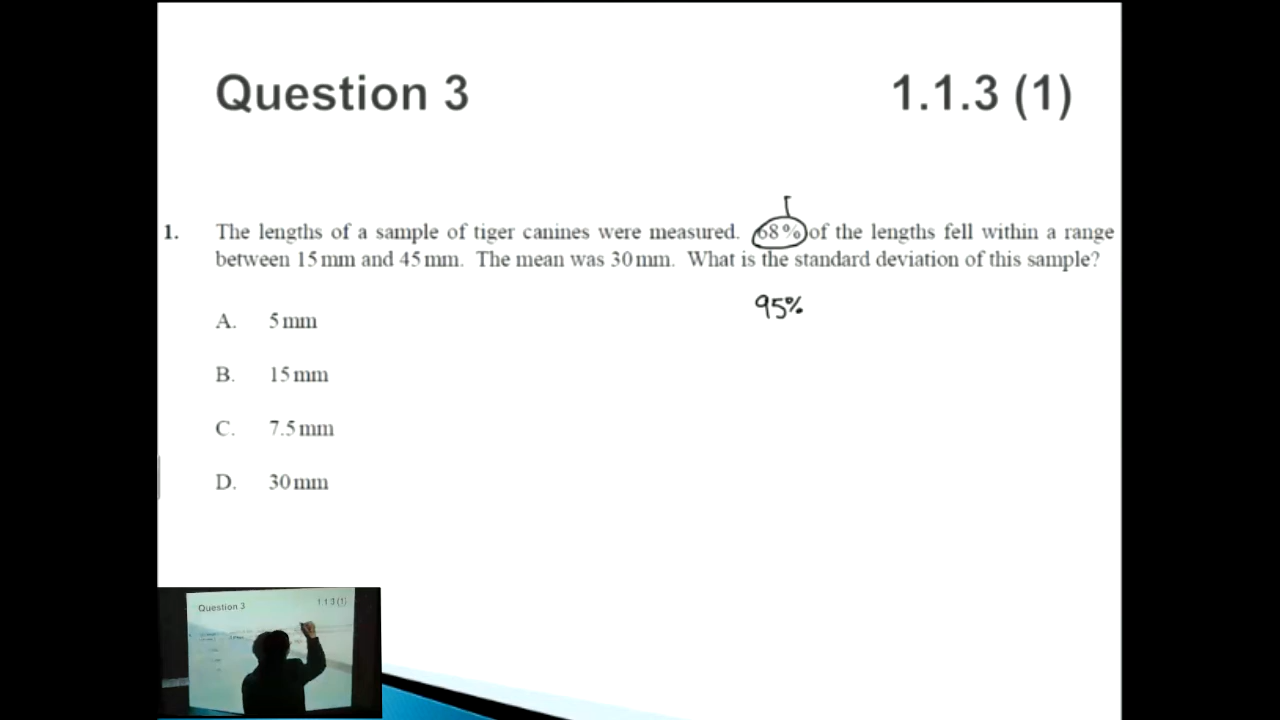 Question 3
1.1.3 (1)
1. The lengths of a sample of tiger canines were measured. 68% of the lengths fell within a range
between 15 mm and 45 mm. The mean was 30 mm. What is the standard deviation of this sample?
95%
A. 5 mm
B. 15 mm
C. 7.5 mm
D. 30 mm
Question 3
1.1.3 (1)